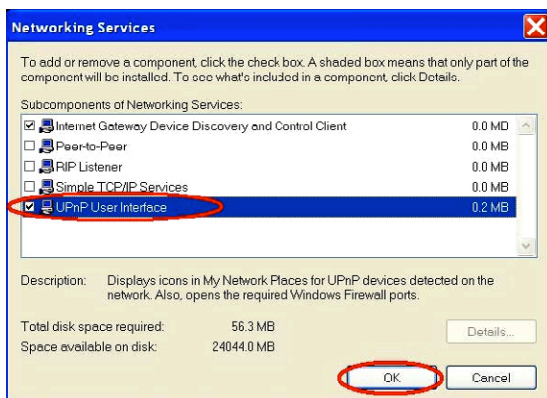 Networking Services
To add or remove a component, click the check box. A shaded box means that only part of the
component will be installed. To see what's included in a component, click Details.
Subcomponents of Networking Services:
Internet Gateway Device Discovery and Control Client 0.0 MB
Peer-to-Peer 0.0 MB
RIP Listener 0.0 MB
Simple TCP/IP Services 0.0 MB
UPnP User Interface 0.2 MB
Description: Displays icons in My Network Places for UPnP devices detected on the
network. Also, opens the required Windows Firewall ports.
Total disk space required: 56.3 MB
Space available on disk: 24044.0 MB
Details...
OK
Cancel